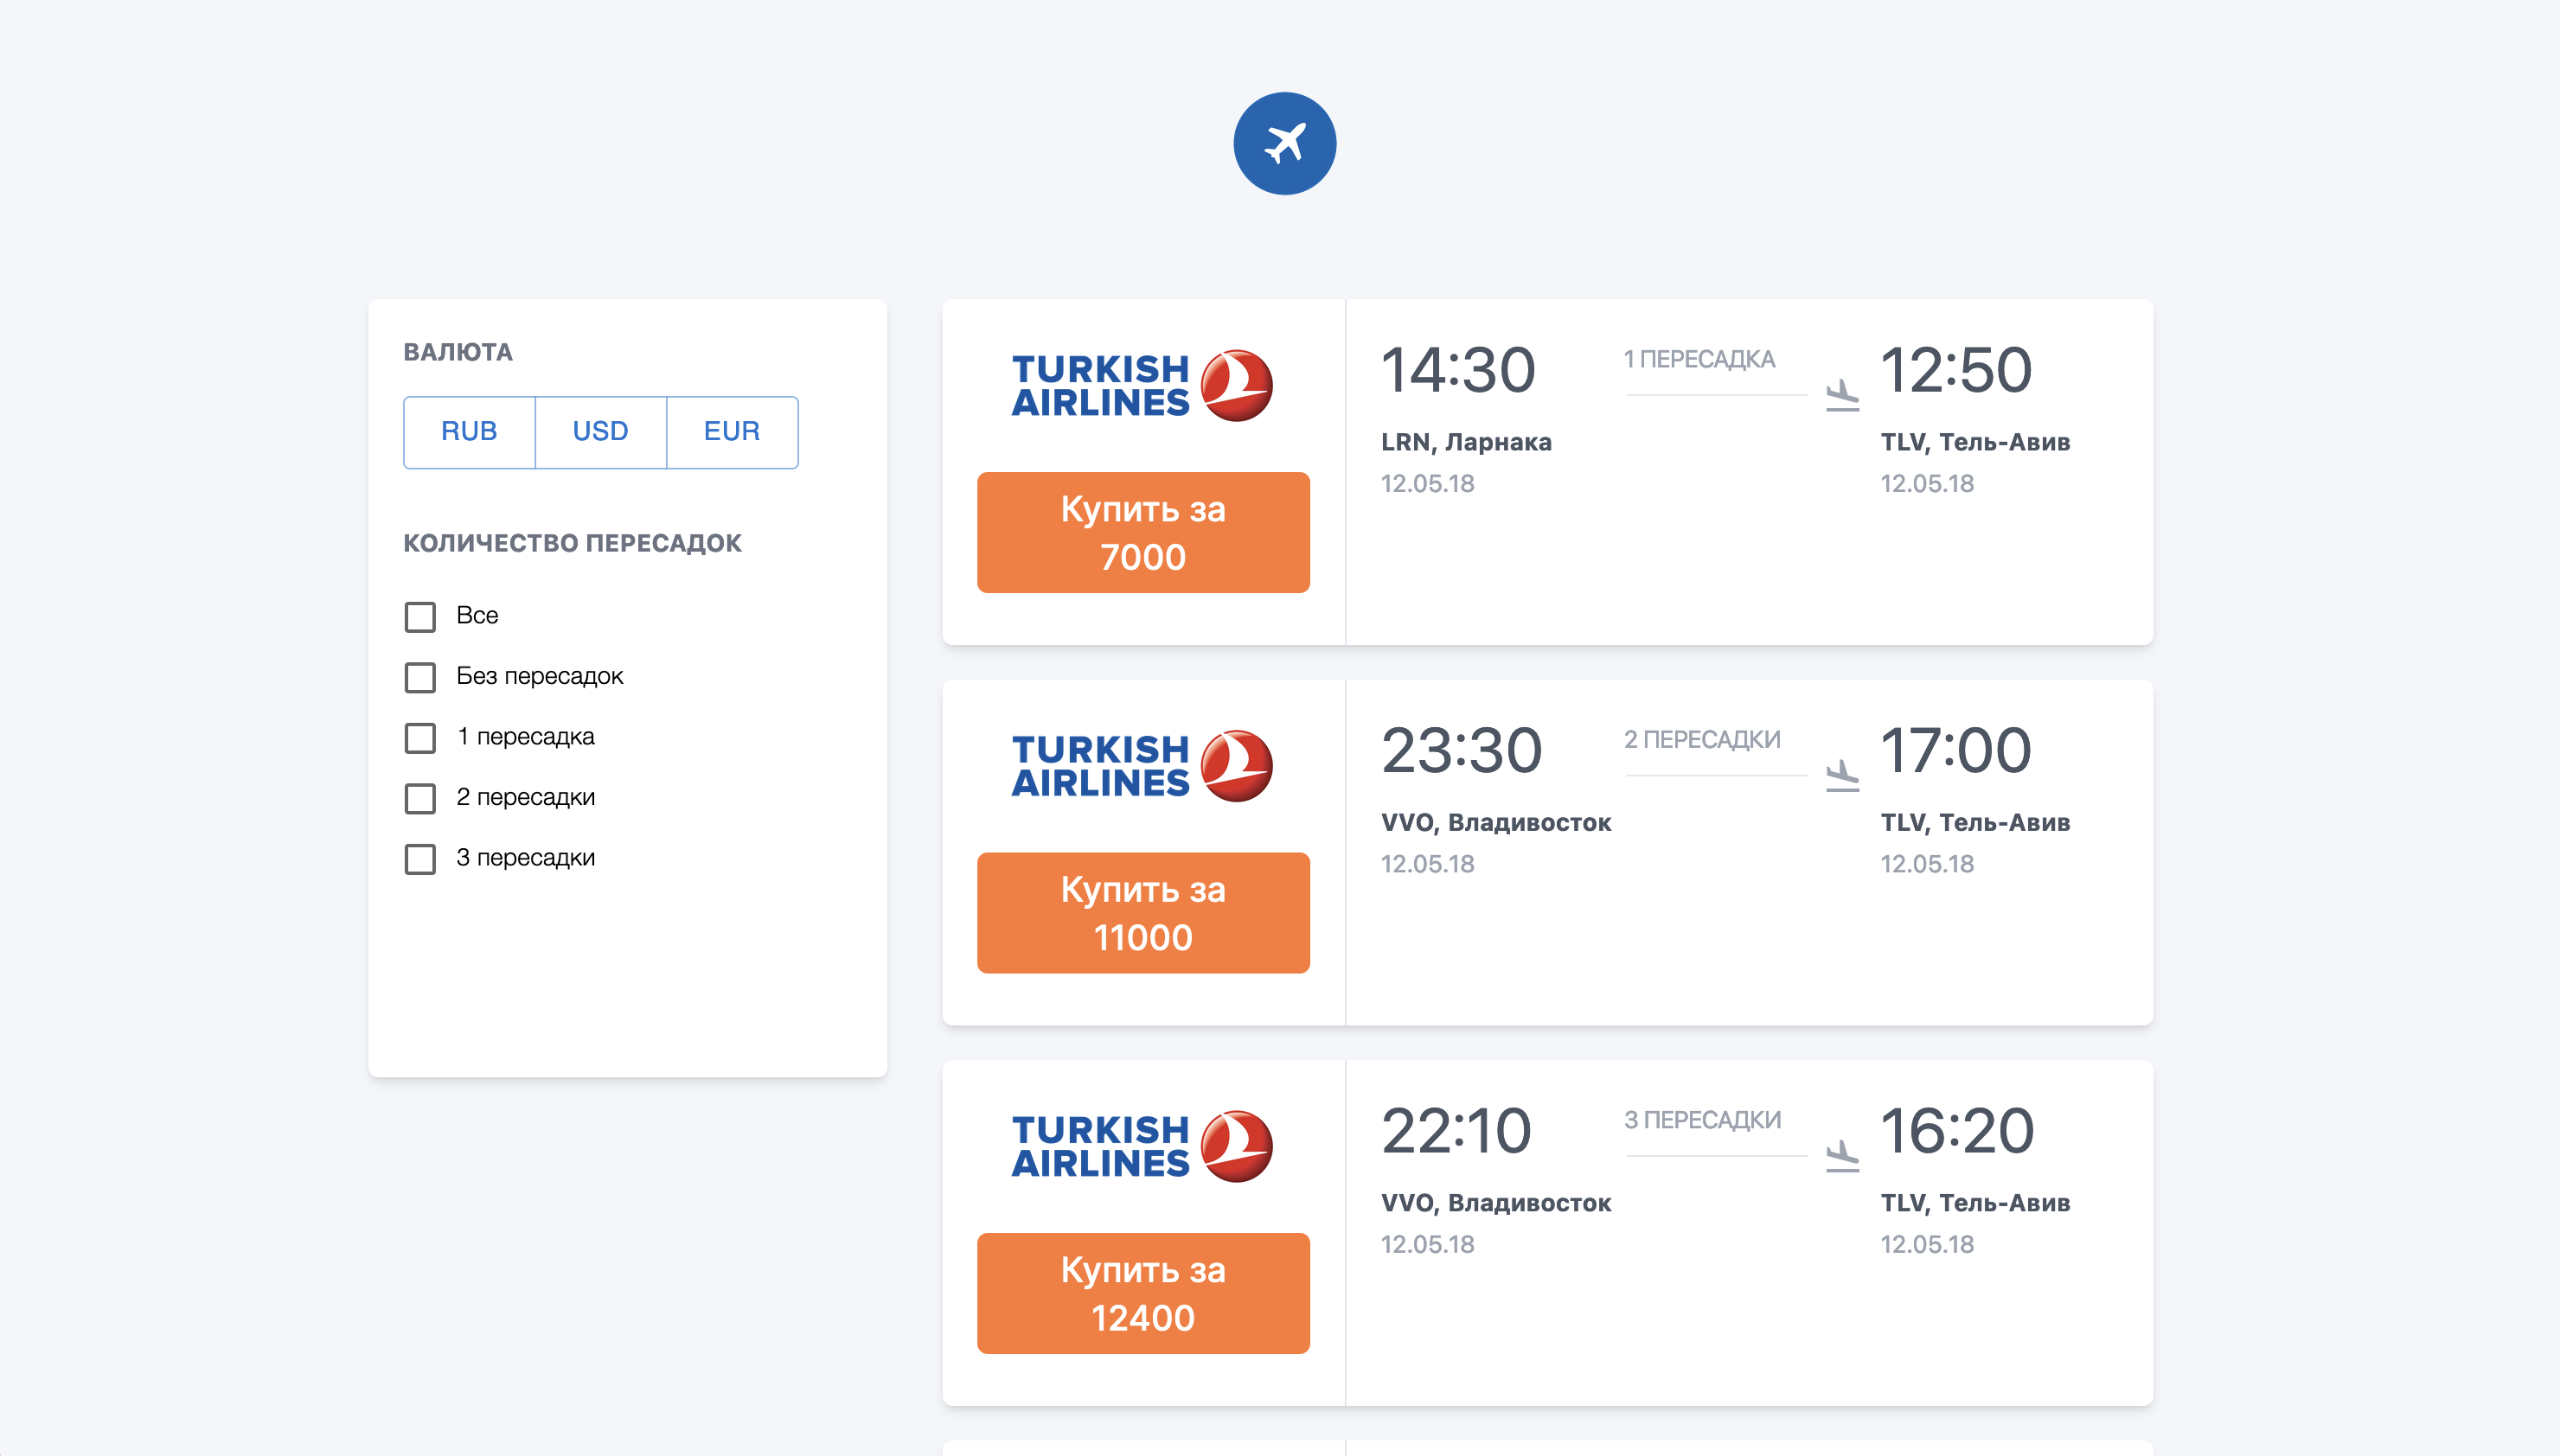 ВАЛЮТА
RUB USD EUR
КОЛИЧЕСТВО ПЕРЕСАДОК
Все
Без пересадок
1 пересадка
2 пересадки
3 пересадки
TURKISH
AIRLINES
Купить за
7000
14:30
1 ПЕРЕСАДКА
12:50
LRN, Ларнака
TLV, Тель-Авив
12.05.18
12.05.18
TURKISH
AIRLINES
Купить за
11000
23:30
2 ПЕРЕСАДКИ
17:00
VVO, Владивосток
TLV, Тель-Авив
12.05.18
12.05.18
TURKISH
AIRLINES
Купить за
12400
22:10
3 ПЕРЕСАДКИ
16:20
VVO, Владивосток
TLV, Тель-Авив
12.05.18
12.05.18